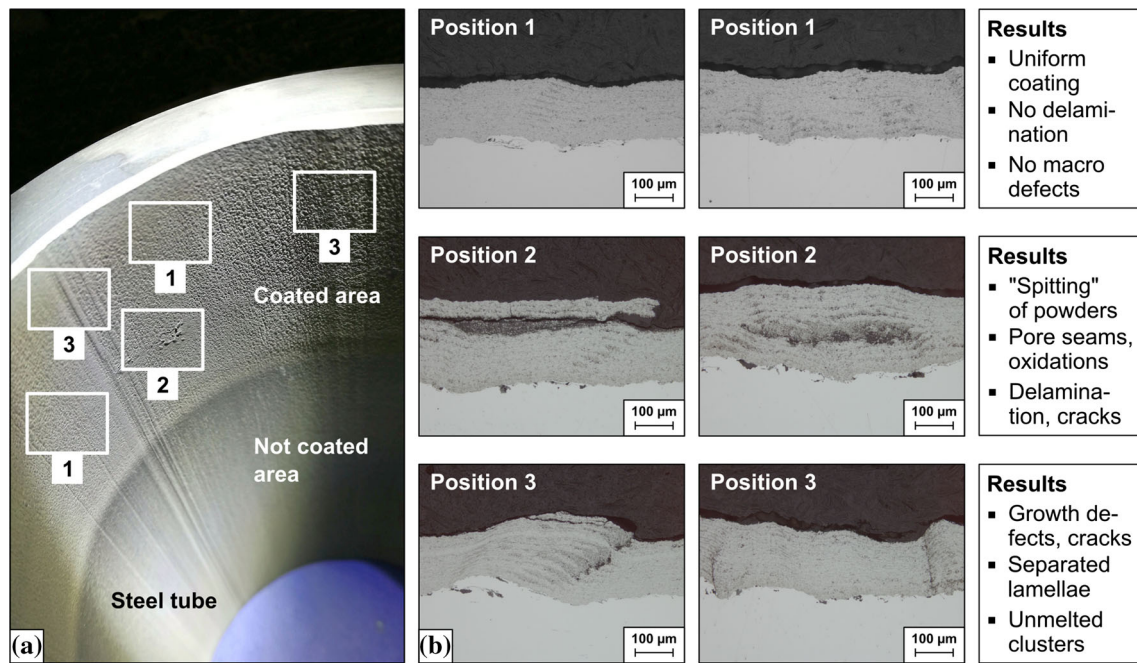 1
3
3
Coated area
2
1
Not coated
area
Steel tube
(a)
Position 1
100 µm
Position 1
100 µm
Results
▪ Uniform
coating
▪ No delami-
nation
▪ No macro
defects
Position 2
100 µm
Position 2
100 µm
Results
▪ "Spitting"
of powders
▪ Pore seams,
oxidations
▪ Delamina-
tion, cracks
Position 3
(b)
100 µm
Position 3
100 µm
Results
▪ Growth de-
fects, cracks
▪ Separated
lamellae
▪ Unmelted
clusters